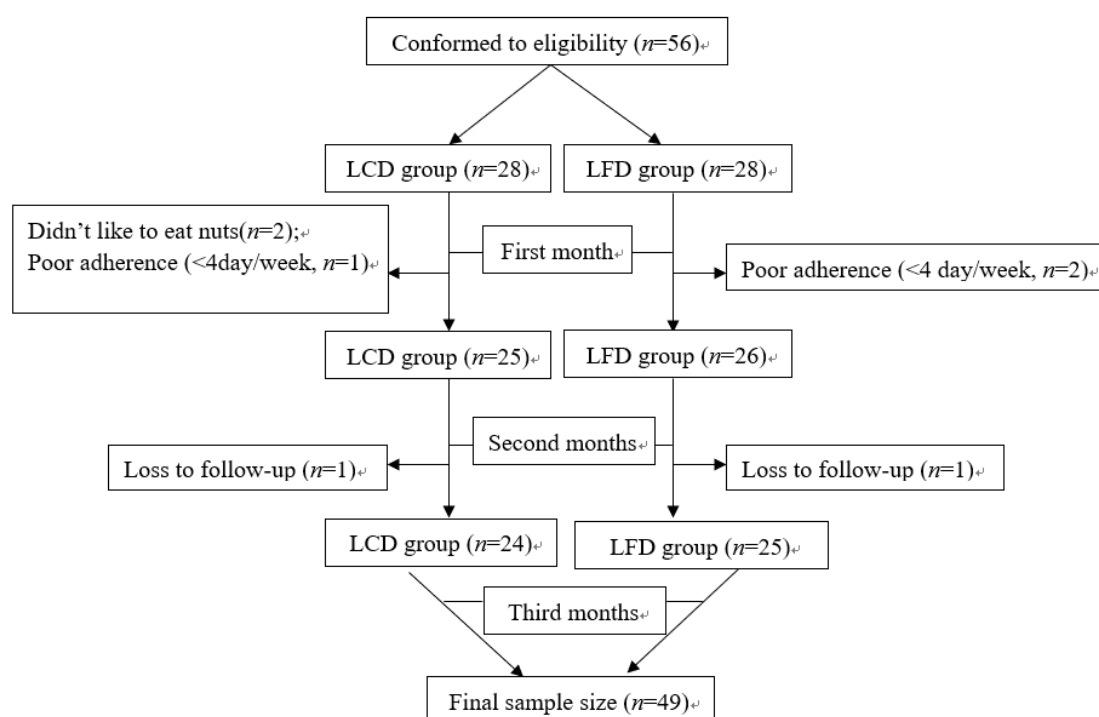 Conformed to eligibility (n=56)↵
LCD group (n=28)↵
LFD group (n=28)↵
Didn't like to eat nuts(n=2);↵
Poor adherence (<4day/week, n=1)↵
First month↵
Poor adherence (<4 day/week, n=2)↵
LCD group (n=25)↵
LFD group (n=26)↵
Second months↵
Loss to follow-up (n=1)↵
Loss to follow-up (n=1)↵
LCD group (n=24)↵
LFD group (n=25)↵
Third months↵
Final sample size (n=49)↵